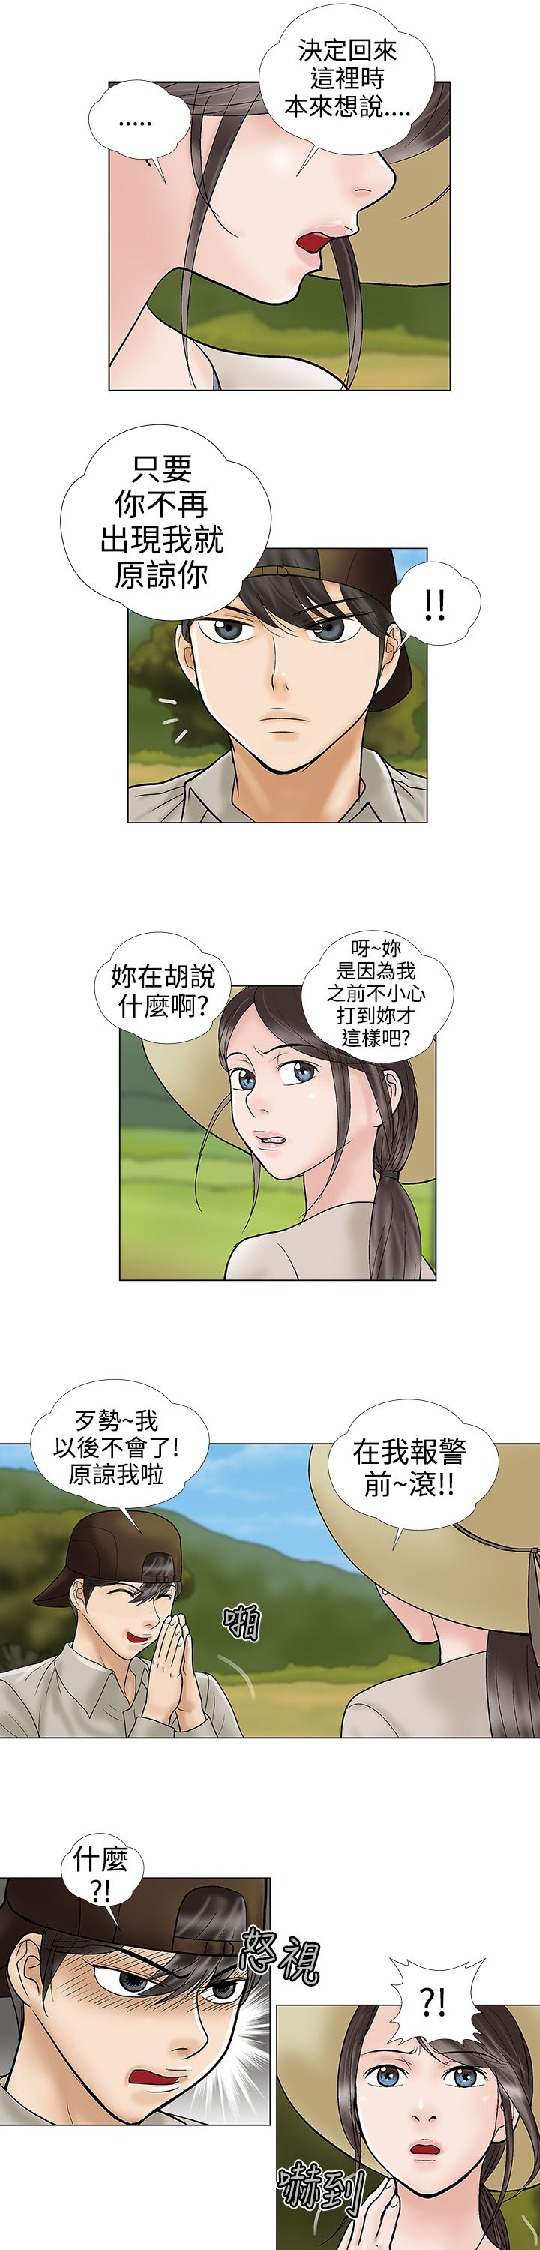 .....
決定回來
這裡時
本來想說....
只要
你不再
出現我就
原諒你
!!
妳在胡說
什麼啊?
呀~妳
是因為我
之前不小心
打到妳才
這樣吧?
歹勢~我
以後不會了!
原諒我啦
在我報警
前~滾!!
啪
什麼
?!
怒視
?!
嚇到